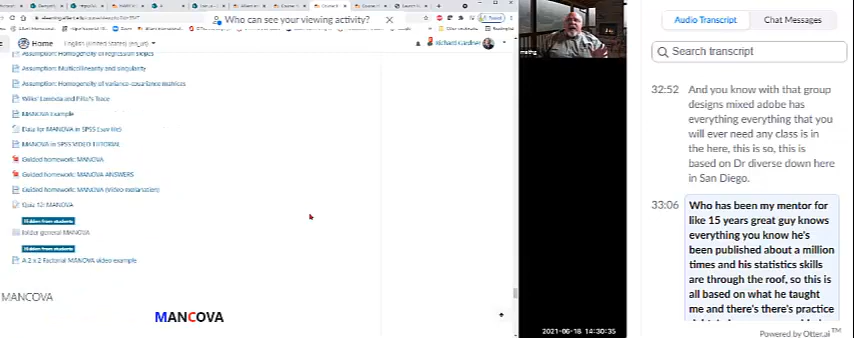 Who can see your viewing activity?
Home English (united states) (en_us)
richard Gardner
Assumption: Homogeneity of regression slopes
Assumption: Multicollinearity and singularity
Assumption: Homogeneity of variance-covariance matrices
Wilks' Lambda and Pillai's Trace
MANOVA Example
Data for MANOVA in SPSS (.sav file)
MANOVA in SPSS VIDEO TUTORIAL
Guided homework: MANOVA
Guided homework: MANOVA ANSWERS
Guided homework: MANOVA (Video explanation)
Quiz 12: MANOVA
Hidden from students
folder general MANOVA
Hidden from students
A 2 x 2 Factorial MANOVA video example
MANCOVA
MANCOVA
2021-06-18 14:30:35
Audio Transcript
Chat Messages
Search transcript
32:52 And you know with that group
designs mixed adobe has
everything everything that you
will ever need any class is in
the here, this is so, this is
based on Dr diverse down here
in San Diego.
33:06 Who has been my mentor for
like 15 years great guy knows
everything you know he's
been published about a million
times and his statistics skills
are through the roof, so this is
all based on what he taught
me and there's there's practice
Powered by Otter.ai™